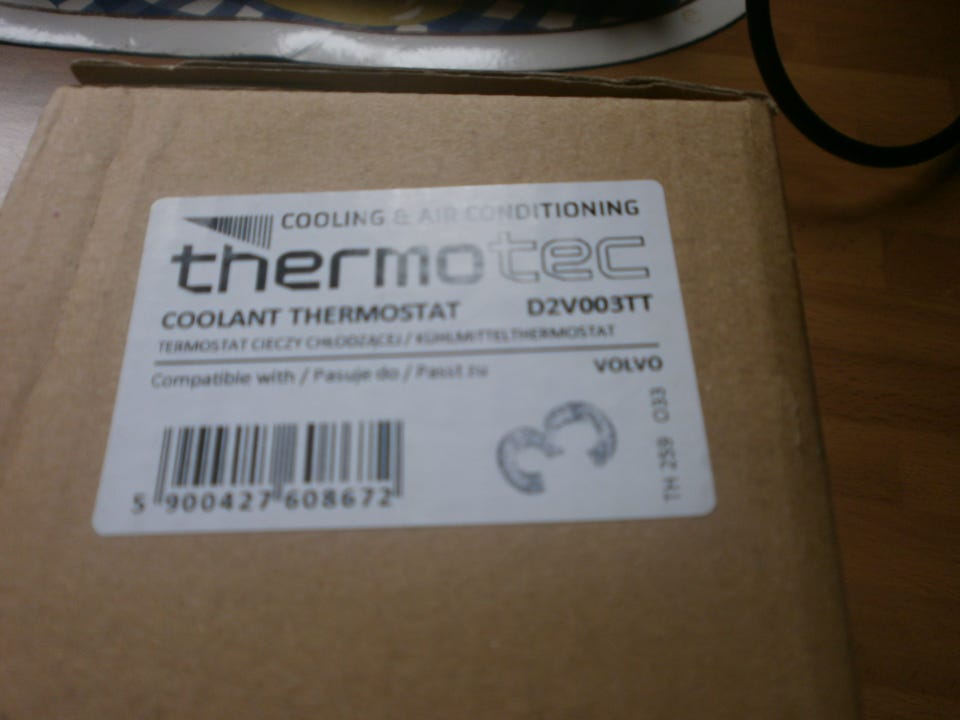 COOLING & AIR CONDITIONING
thermotec
COOLANT THERMOSTAT D2V003TT
TERMOSTAT CIECZY CHŁODZĄCEJ / KÜHLMITTELTHERMOSTAT
Compatible with / Pasuje do / Passt zu VOLVO
TH 259 033
5 900427 608672